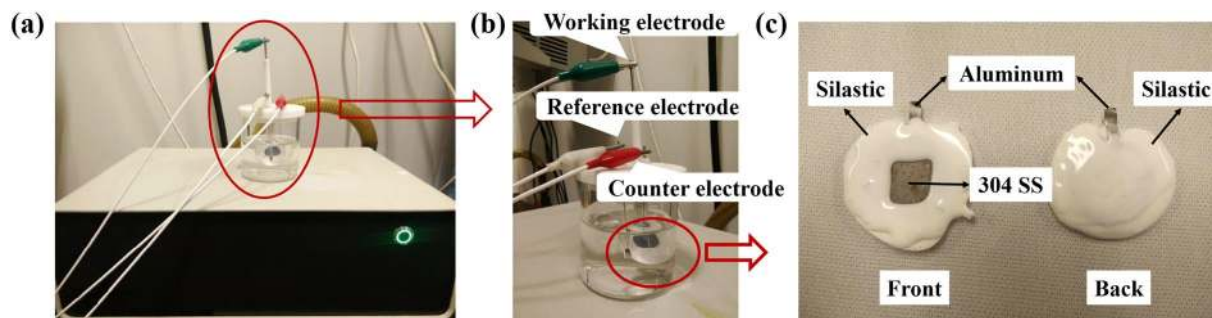 (a)
(b)
Working electrode
Reference electrode
Counter electrode
(c)
Aluminum
Silastic
Silastic
304 SS
Front
Back